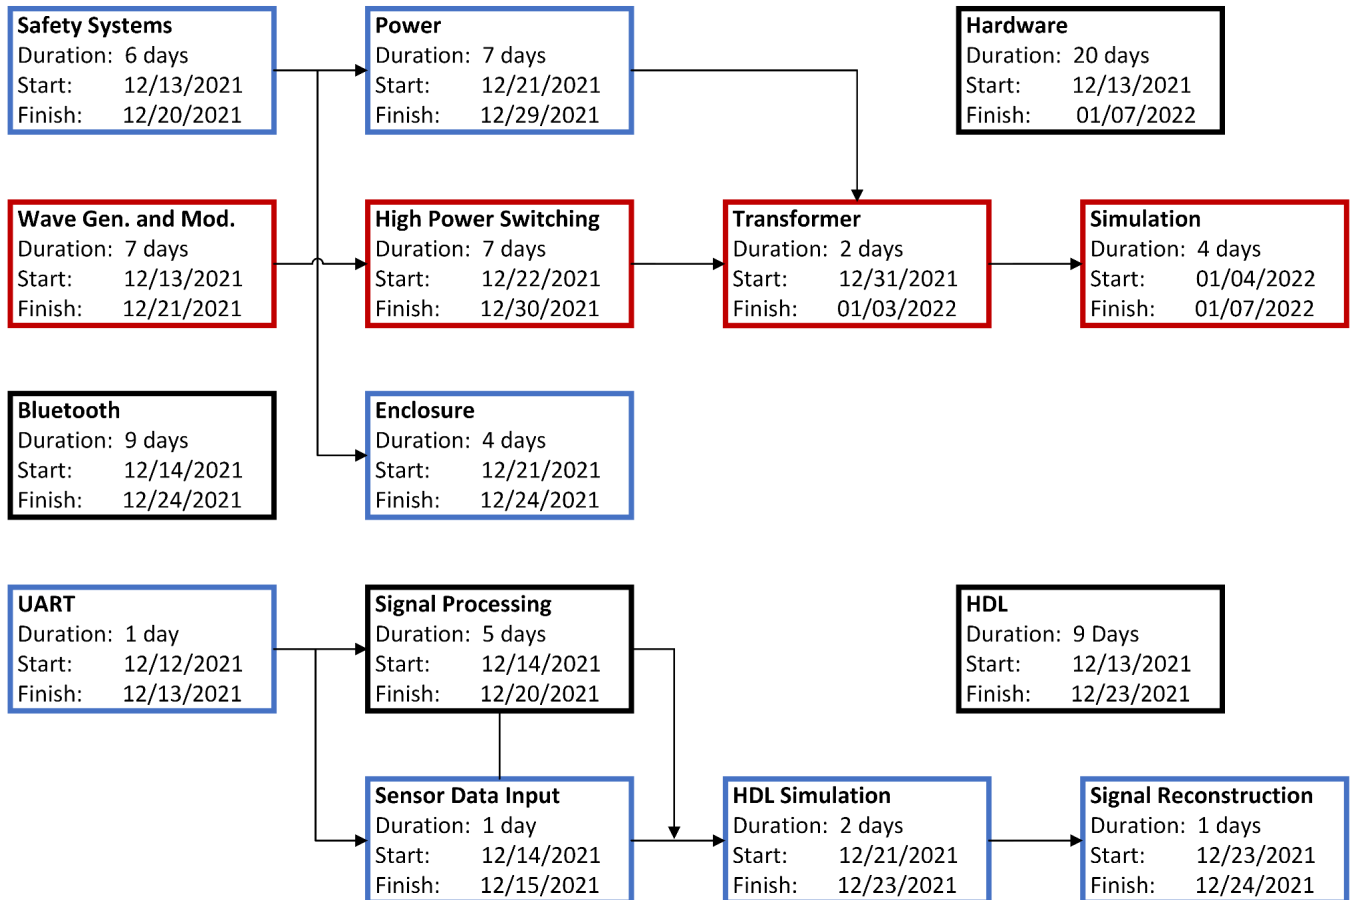 Safety Systems
Duration: 6 days
Start: 12/13/2021
Finish: 12/20/2021
Power
Duration: 7 days
Start: 12/21/2021
Finish: 12/29/2021
Hardware
Duration: 20 days
Start: 12/13/2021
Finish: 01/07/2022
Wave Gen. and Mod.
Duration: 7 days
Start: 12/13/2021
Finish: 12/21/2021
High Power Switching
Duration: 7 days
Start: 12/22/2021
Finish: 12/30/2021
Transformer
Duration: 2 days
Start: 12/31/2021
Finish: 01/03/2022
Simulation
Duration: 4 days
Start: 01/04/2022
Finish: 01/07/2022
Bluetooth
Duration: 9 days
Start: 12/14/2021
Finish: 12/24/2021
Enclosure
Duration: 4 days
Start: 12/21/2021
Finish: 12/24/2021
UART
Duration: 1 day
Start: 12/12/2021
Finish: 12/13/2021
Signal Processing
Duration: 5 days
Start: 12/14/2021
Finish: 12/20/2021
HDL
Duration: 9 Days
Start: 12/13/2021
Finish: 12/23/2021
Sensor Data Input
Duration: 1 day
Start: 12/14/2021
Finish: 12/15/2021
HDL Simulation
Duration: 2 days
Start: 12/21/2021
Finish: 12/23/2021
Signal Reconstruction
Duration: 1 days
Start: 12/23/2021
Finish: 12/24/2021